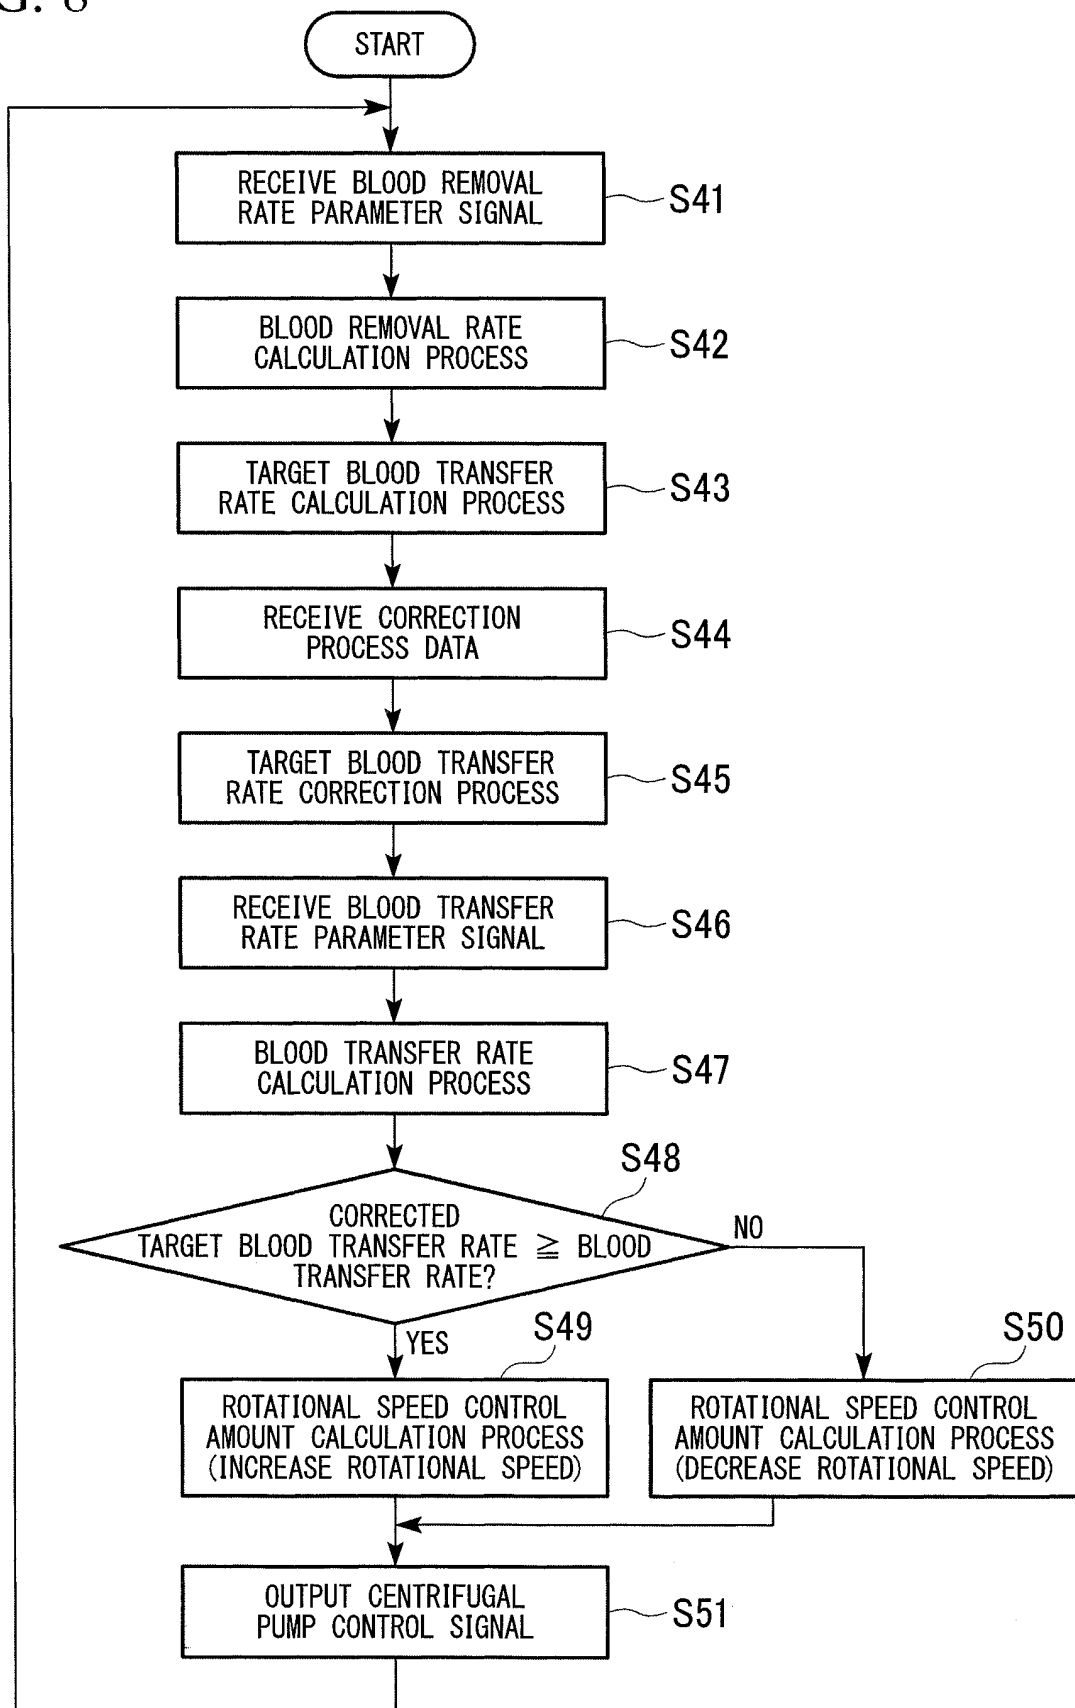 G. 8
START
RECEIVE BLOOD REMOVAL
RATE PARAMETER SIGNAL
S41
BLOOD REMOVAL RATE
CALCULATION PROCESS
S42
TARGET BLOOD TRANSFER
RATE CALCULATION PROCESS
S43
RECEIVE CORRECTION
PROCESS DATA
S44
TARGET BLOOD TRANSFER
RATE CORRECTION PROCESS
S45
RECEIVE BLOOD TRANSFER
RATE PARAMETER SIGNAL
S46
BLOOD TRANSFER RATE
CALCULATION PROCESS
S47
S48
CORRECTED
TARGET BLOOD TRANSFER RATE ≧ BLOOD
TRANSFER RATE?
NO
YES
S49
ROTATIONAL SPEED CONTROL
AMOUNT CALCULATION PROCESS
(INCREASE ROTATIONAL SPEED)
S50
ROTATIONAL SPEED CONTROL
AMOUNT CALCULATION PROCESS
(DECREASE ROTATIONAL SPEED)
OUTPUT CENTRIFUGAL
PUMP CONTROL SIGNAL
S51